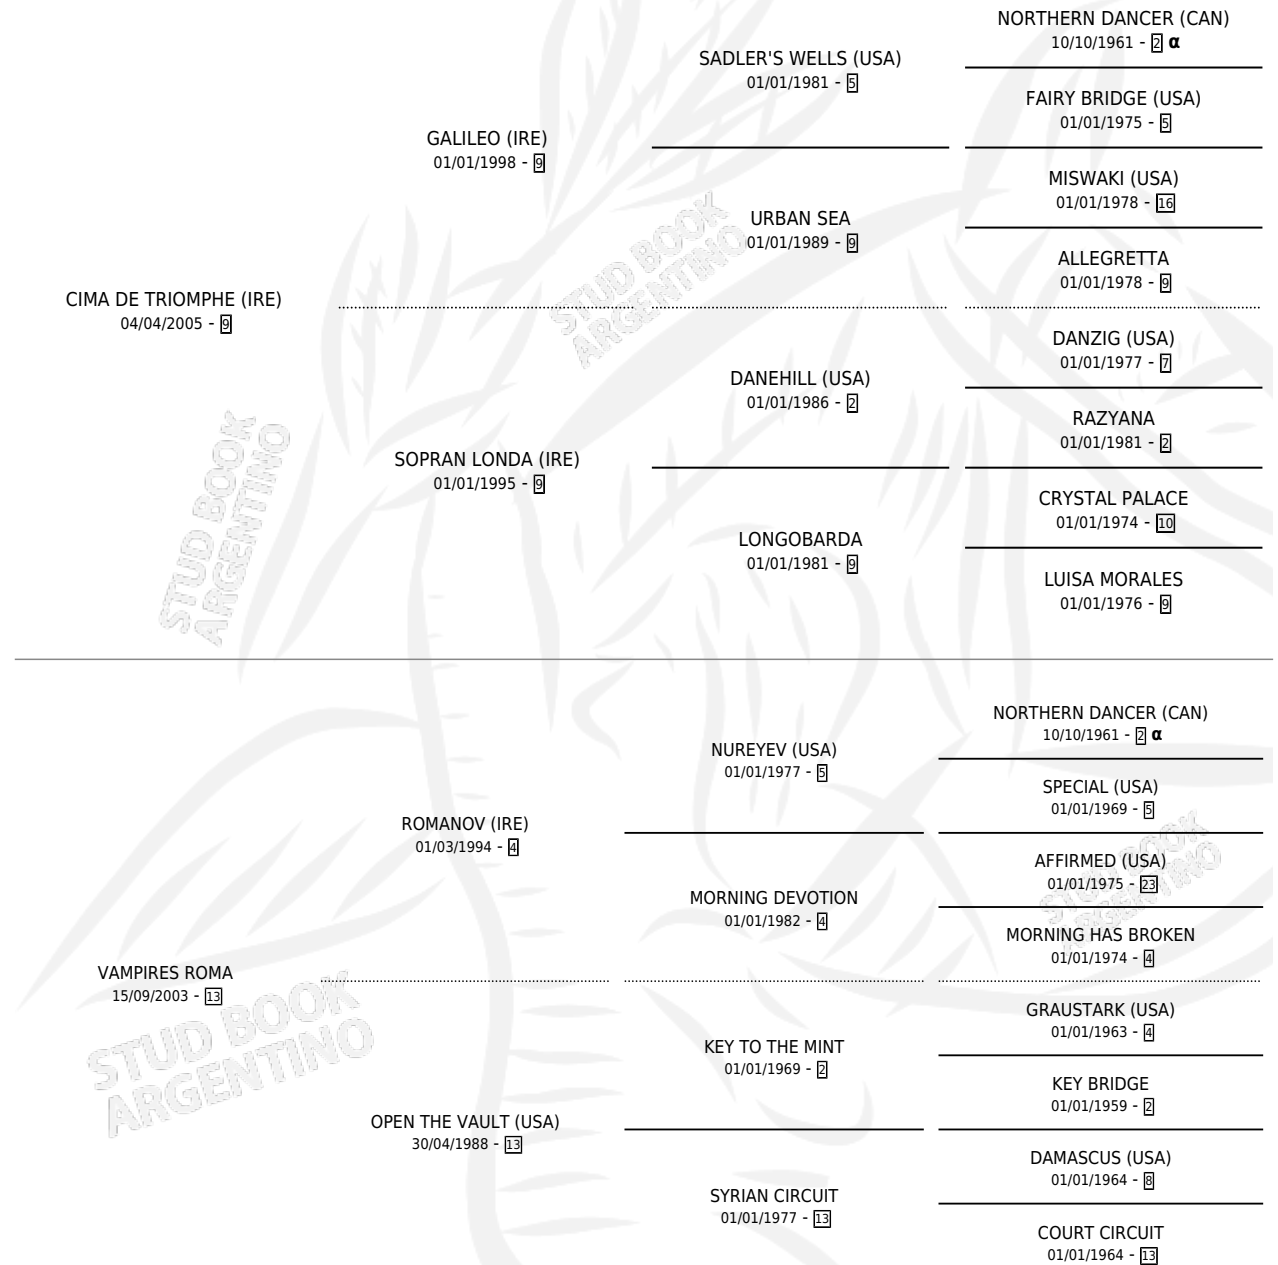 NORTHERN DANCER (CAN)
10/10/1961 - 2 α
SADLER'S WELLS (USA)
01/01/1981 - 5
FAIRY BRIDGE (USA)
01/01/1975 - 5
GALILEO (IRE)
01/01/1998 - 9
MISWAKI (USA)
01/01/1978 - 16
URBAN SEA
01/01/1989 - 9
ALLEGRETTA
01/01/1978 - 9
CIMA DE TRIOMPHE (IRE)
04/04/2005 - 9
STUD BOOK
ARGENTINO
DANZIG (USA)
01/01/1977 - 7
DANEHILL (USA)
01/01/1986 - 2
RAZYANA
01/01/1981 - 2
SOPRAN LONDA (IRE)
01/01/1995 - 9
CRYSTAL PALACE
01/01/1974 - 10
LONGOBARDA
01/01/1981 - 9
LUISA MORALES
01/01/1976 - 9
STUD BOOK
ARGENTINO
NORTHERN DANCER (CAN)
10/10/1961 - 2 α
NUREYEV (USA)
01/01/1977 - 5
SPECIAL (USA)
01/01/1969 - 5
ROMANOV (IRE)
01/03/1994 - 4
AFFIRMED (USA)
01/01/1975 - 23
STUD BOOK
ARGENTINO
MORNING DEVOTION
01/01/1982 - 4
MORNING HAS BROKEN
01/01/1974 - 4
VAMPIRES ROMA
15/09/2003 - 13
STUD BOOK
ARGENTINO
GRAUSTARK (USA)
01/01/1963 - 4
KEY TO THE MINT
01/01/1969 - 2
KEY BRIDGE
01/01/1959 - 2
OPEN THE VAULT (USA)
30/04/1988 - 13
DAMASCUS (USA)
01/01/1964 - 8
SYRIAN CIRCUIT
01/01/1977 - 13
COURT CIRCUIT
01/01/1964 - 13